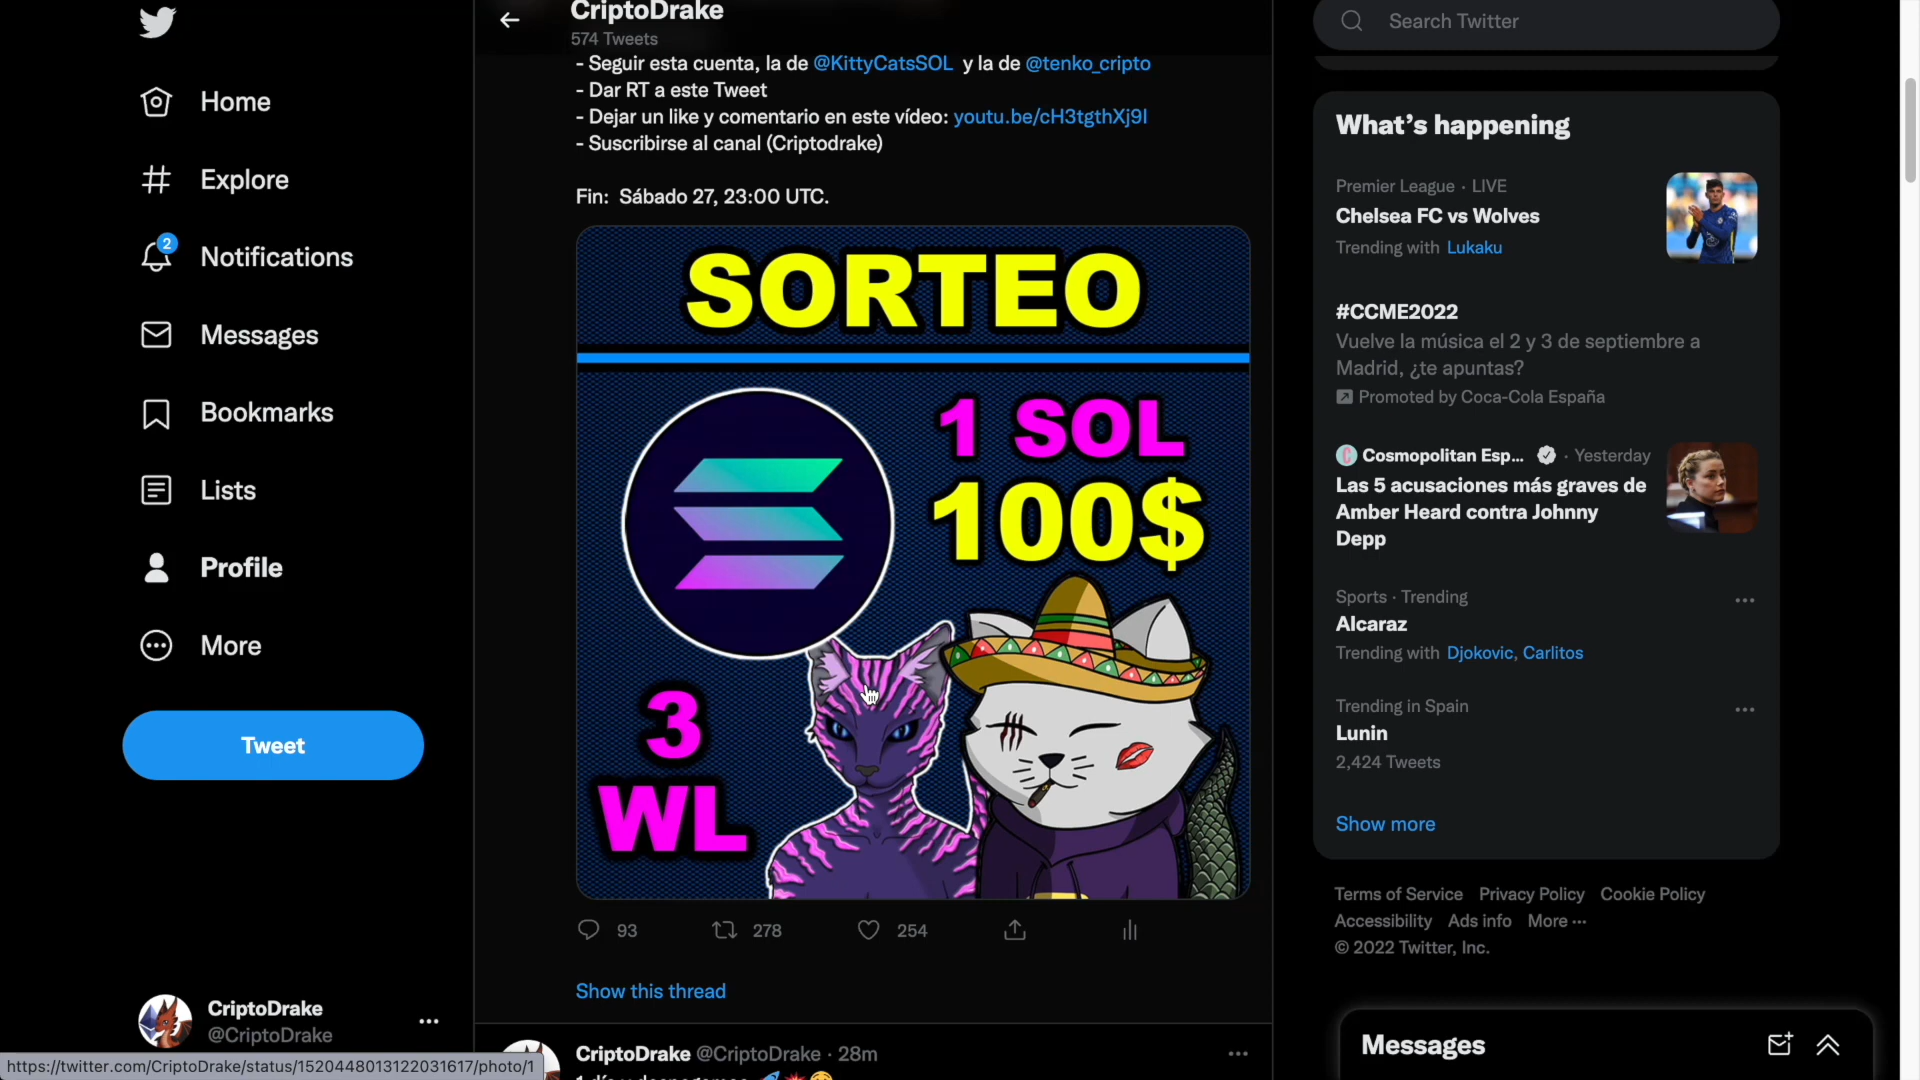 Home
Explore
2
Notifications
Messages
Bookmarks
Lists
Profile
More
Tweet
CriptoDrake
@CriptoDrake
https://twitter.com/CriptoDrake/status/1520448013122031617/photo/1
CriptoDrake
574 Tweets
- Seguir esta cuenta, la de @KittyCatsSOL y la de @tenko_cripto
- Dar RT a este Tweet
- Dejar un like y comentario en este vídeo: youtu.be/cH3tgthXj9I
- Suscribirse al canal (Criptodrake)
Fin: Sábado 27, 23:00 UTC.
SORTEO
1 SOL
100$
3
WL
93 278 254
Show this thread
CriptoDrake @CriptoDrake · 28m
Search Twitter
What's happening
Premier League · LIVE
Chelsea FC vs Wolves
Trending with Lukaku
#CCME2022
Vuelve la música el 2 y 3 de septiembre a
Madrid, ¿te apuntas?
Promoted by Coca-Cola España
Cosmopolitan Esp... · Yesterday
Las 5 acusaciones más graves de
Amber Heard contra Johnny
Depp
Sports · Trending
Alcaraz
Trending with Djokovic, Carlitos
Trending in Spain
Lunin
2,424 Tweets
Show more
Terms of Service Privacy Policy Cookie Policy
Accessibility Ads info More ···
© 2022 Twitter, Inc.
Messages